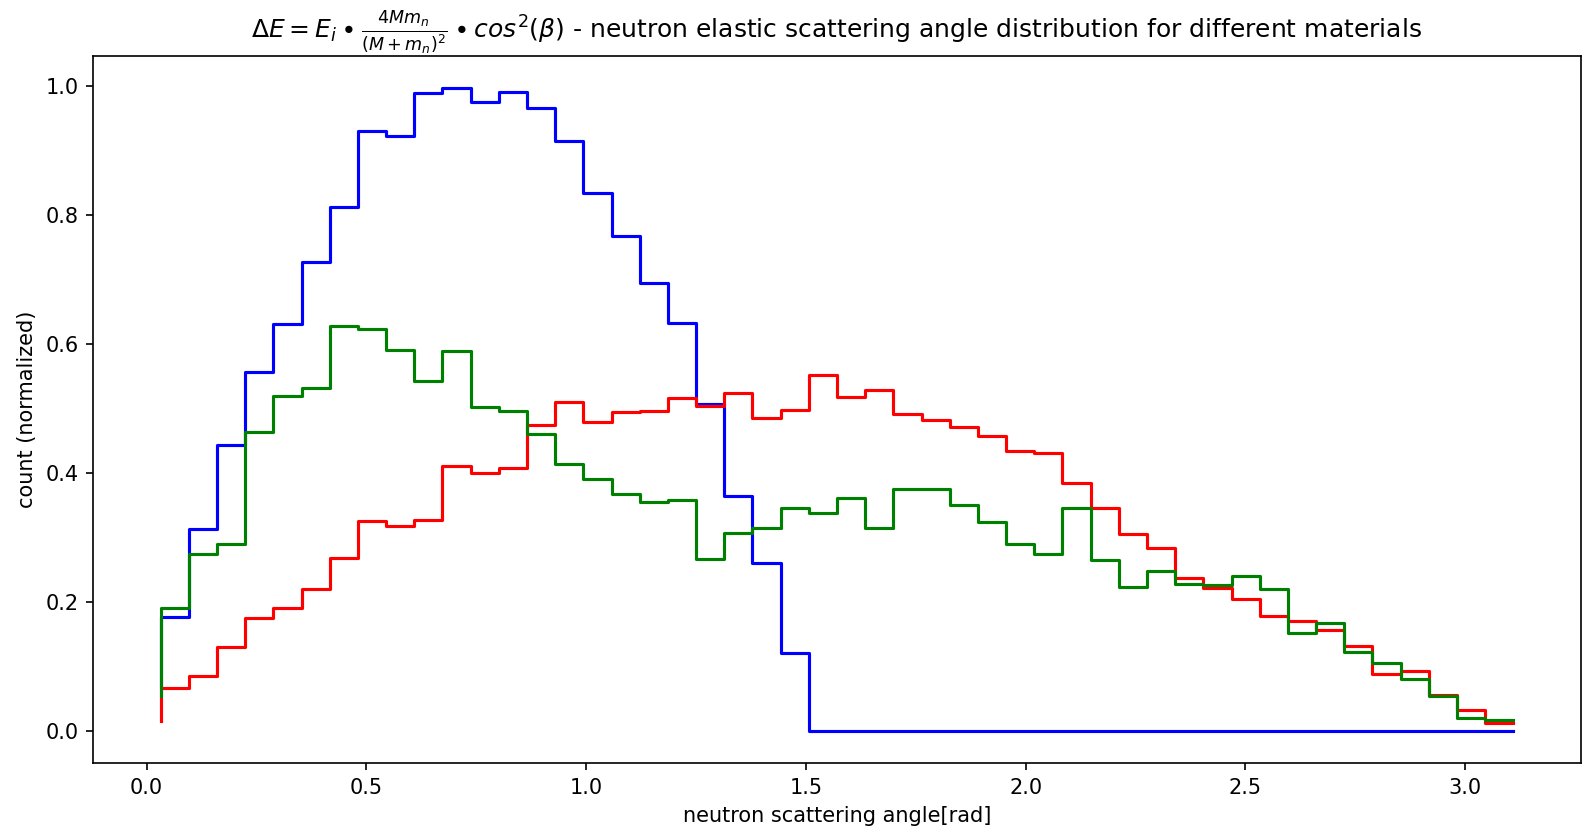 ΔE = E_i • \frac{4Mm_n}{(M+m_n)^2} • cos^2(β) - neutron elastic scattering angle distribution for different materials
count (normalized)
1.0
0.8
0.6
0.4
0.2
0.0
0.0 0.5 1.0 1.5 2.0 2.5 3.0
neutron scattering angle[rad]